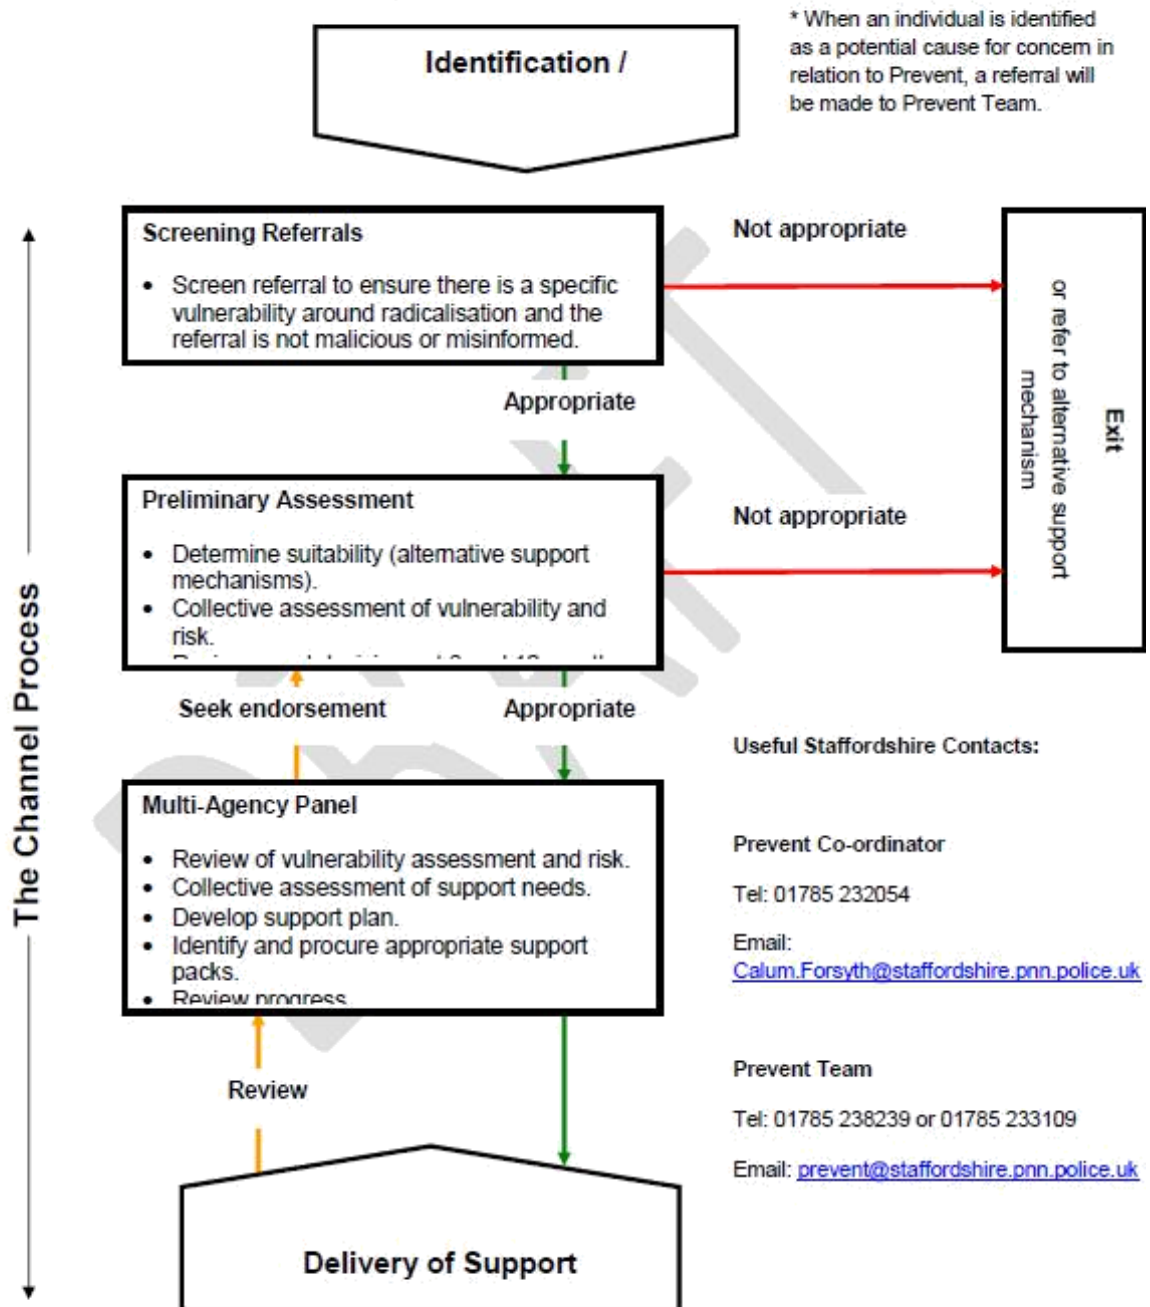 Identification /
* When an individual is identified
as a potential cause for concern in
relation to Prevent, a referral will
be made to Prevent Team.
The Channel Process
Screening Referrals
• Screen referral to ensure there is a specific
vulnerability around radicalisation and the
referral is not malicious or misinformed.
Not appropriate
Exit
or refer to alternative support
mechanism
Appropriate
Preliminary Assessment
• Determine suitability (alternative support
mechanisms).
• Collective assessment of vulnerability and
risk.
Not appropriate
Seek endorsement
Appropriate
Multi-Agency Panel
• Review of vulnerability assessment and risk.
• Collective assessment of support needs.
• Develop support plan.
• Identify and procure appropriate support
packs.
• Review progress
Review
Delivery of Support
Useful Staffordshire Contacts:
Prevent Co-ordinator
Tel: 01785 232054
Email:
Calum.Forsyth@staffordshire.pnn.police.uk
Prevent Team
Tel: 01785 238239 or 01785 233109
Email: prevent@staffordshire.pnn.police.uk